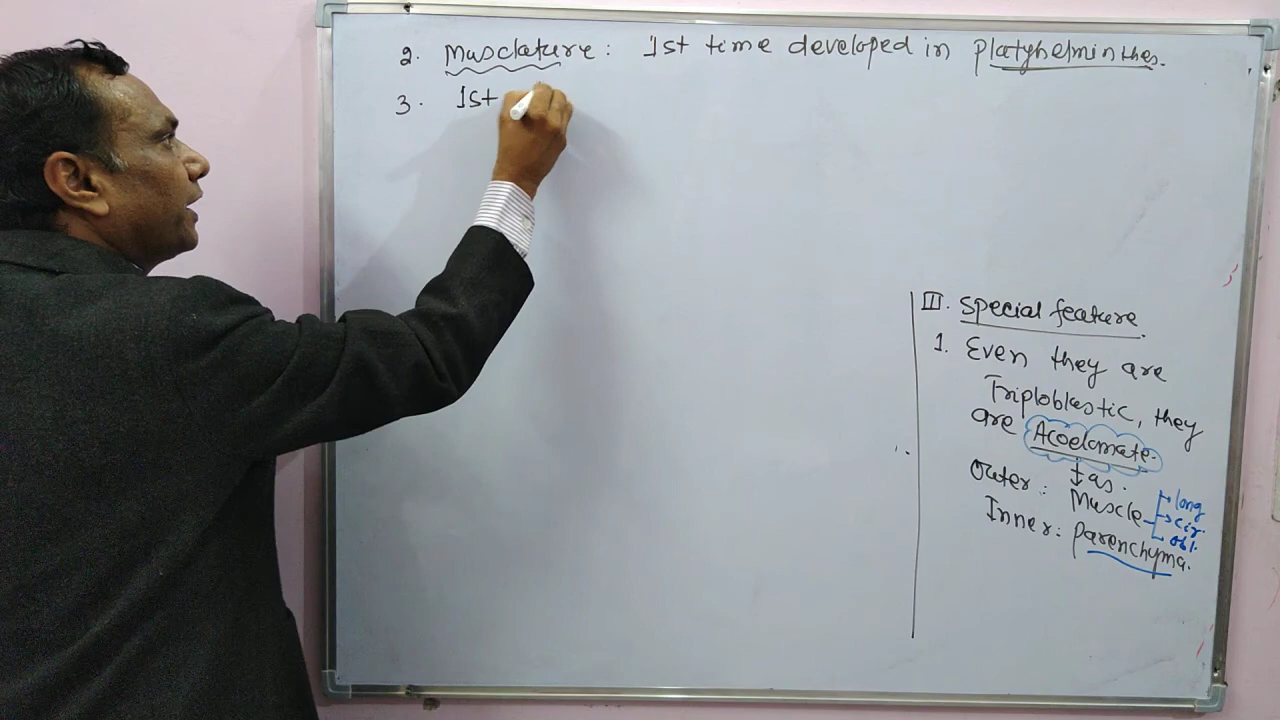 2. Musclature: 1st time developed in platyhelminthes.
3. 1st
III. special feature.
1. Even they are
Triploblastic, they
are Acoelomate.
as.
Outer: Muscle long
cir.
obl.
Inner: parenchyma.